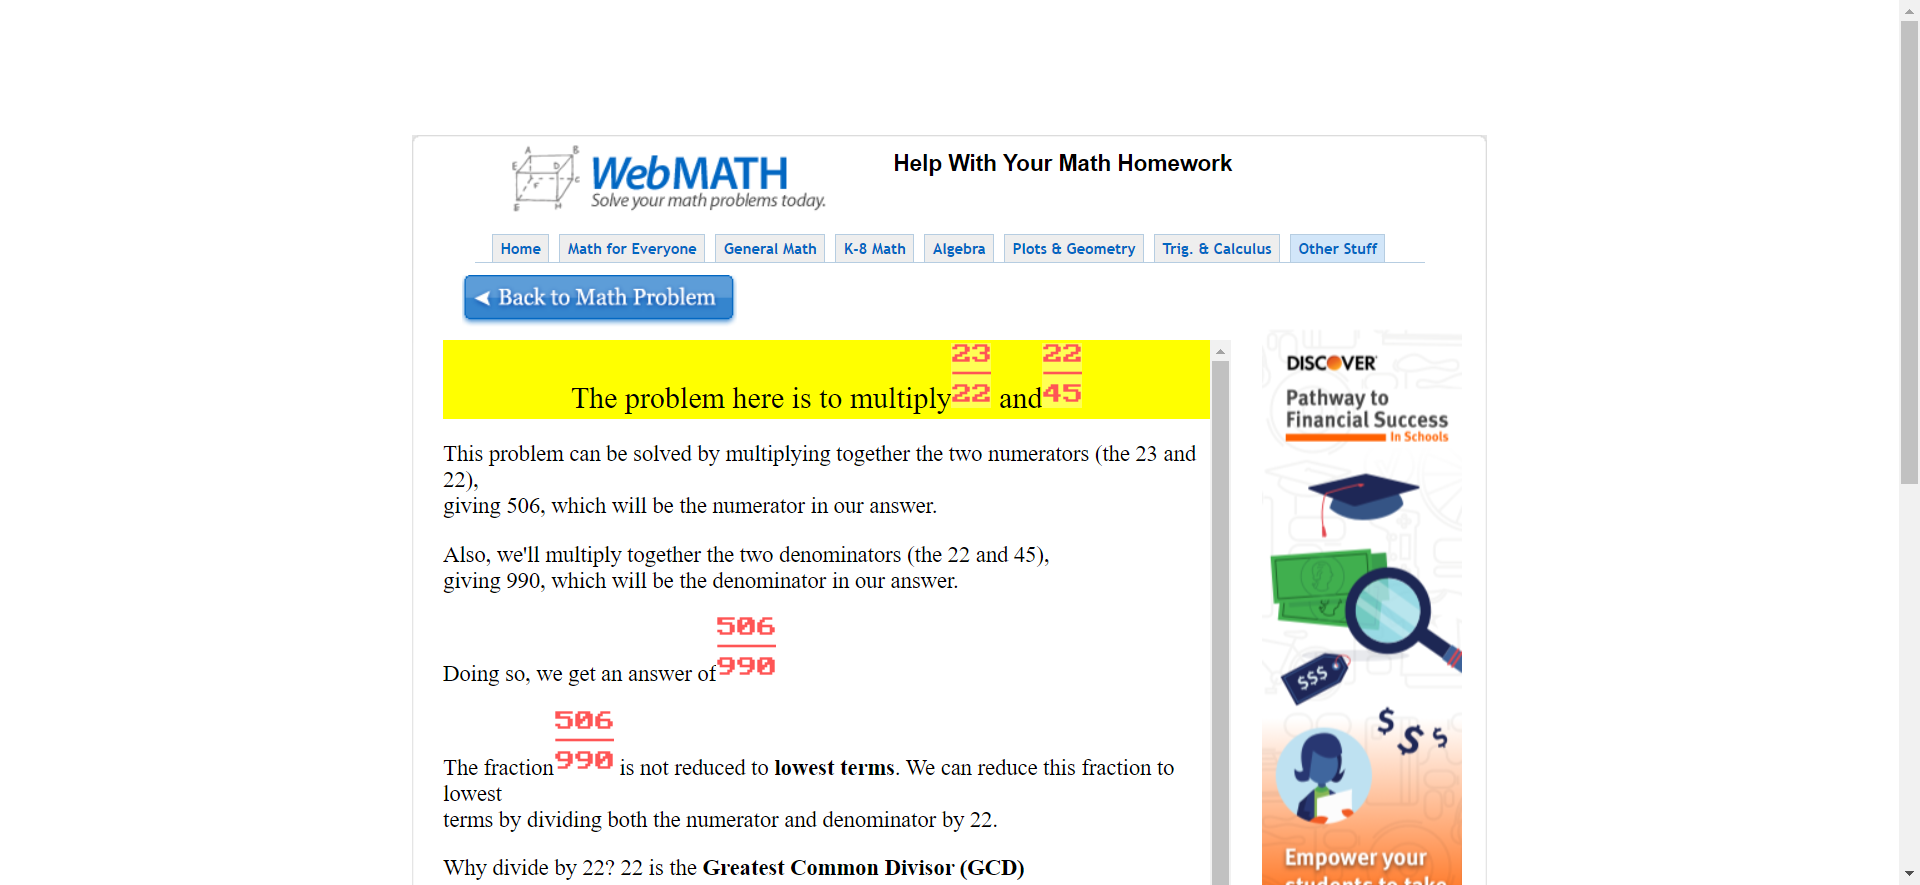 A B
E D
F C
E H
WebMATH
Solve your math problems today.
Help With Your Math Homework
Home Math for Everyone General Math K-8 Math Algebra Plots & Geometry Trig. & Calculus Other Stuff
Back to Math Problem
The problem here is to multiply 23/22 and 22/45
This problem can be solved by multiplying together the two numerators (the 23 and
22),
giving 506, which will be the numerator in our answer.
Also, we'll multiply together the two denominators (the 22 and 45),
giving 990, which will be the denominator in our answer.
Doing so, we get an answer of 506/990
The fraction 506/990 is not reduced to lowest terms. We can reduce this fraction to
lowest
terms by dividing both the numerator and denominator by 22.
Why divide by 22? 22 is the Greatest Common Divisor (GCD)
DISCOVER
Pathway to
Financial Success
In Schools
$$$
$ $ $
Empower your
students to take